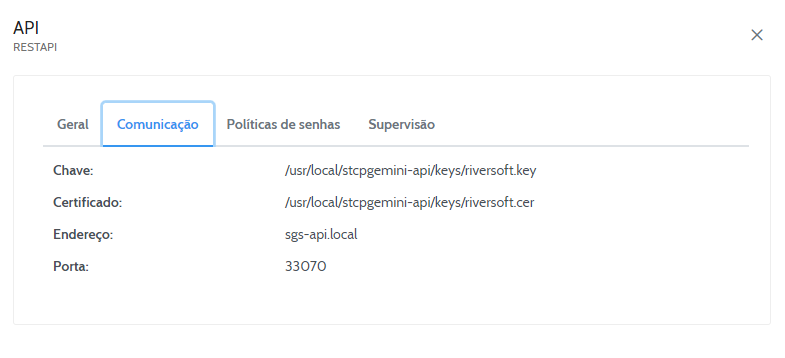 API
RESTAPI
Geral Comunicação Políticas de senhas Supervisão
Chave: /usr/local/stcpgemini-api/keys/riversoft.key
Certificado: /usr/local/stcpgemini-api/keys/riversoft.cer
Endereço: sgs-api.local
Porta: 33070